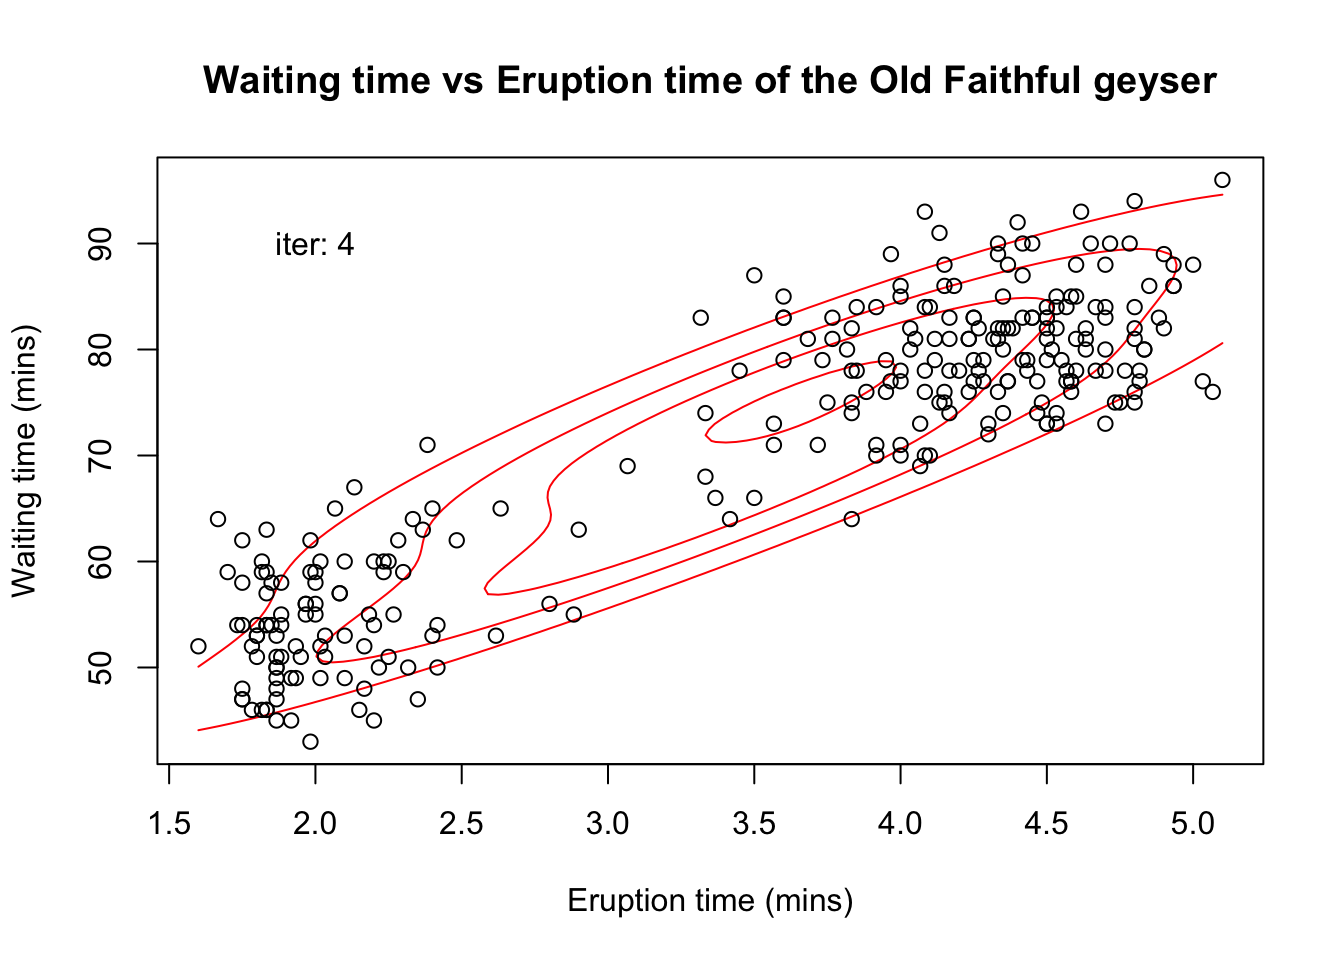 Waiting time vs Eruption time of the Old Faithful geyser
iter: 4
Waiting time (mins)
90
80
70
60
50
1.5 2.0 2.5 3.0 3.5 4.0 4.5 5.0
Eruption time (mins)